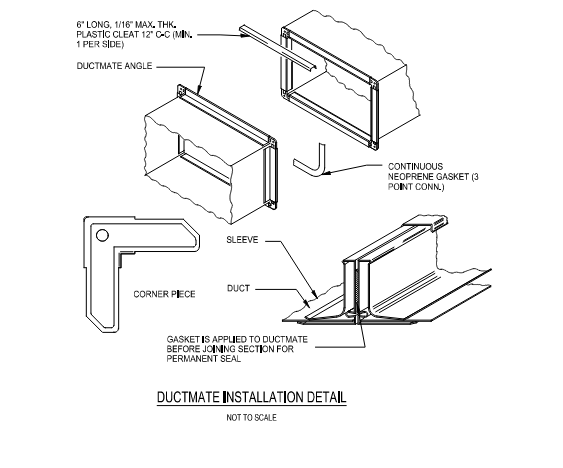 6" LONG, 1/16" MAX. THK.
PLASTIC CLEAT 12" C-C (MIN.
1 PER SIDE)
DUCTMATE ANGLE
CONTINUOUS
NEOPRENE GASKET (3
POINT CONN.)
SLEEVE
DUCT
CORNER PIECE
GASKET IS APPLIED TO DUCTMATE
BEFORE JOINING SECTION FOR
PERMANENT SEAL
DUCTMATE INSTALLATION DETAIL
NOT TO SCALE